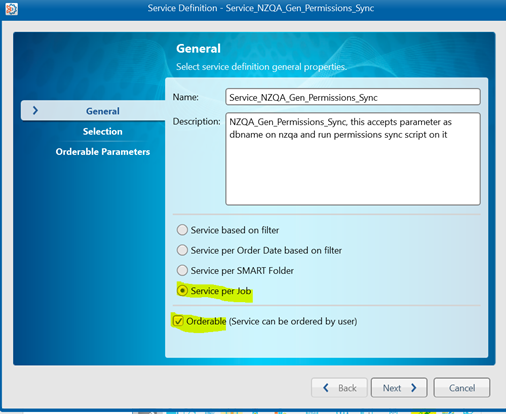 Service Definition - Service_NZQA_Gen_Permissions_Sync
General
Select service definition general properties.
General
Selection
Orderable Parameters
Name:
Service_NZQA_Gen_Permissions_Sync
Description:
NZQA_Gen_Permissions_Sync, this accepts parameter as
dbname on nzqa and run permissions sync script on it
Service based on filter
Service per Order Date based on filter
Service per SMART Folder
Service per Job
Orderable (Service can be ordered by user)
Back
Next
Cancel